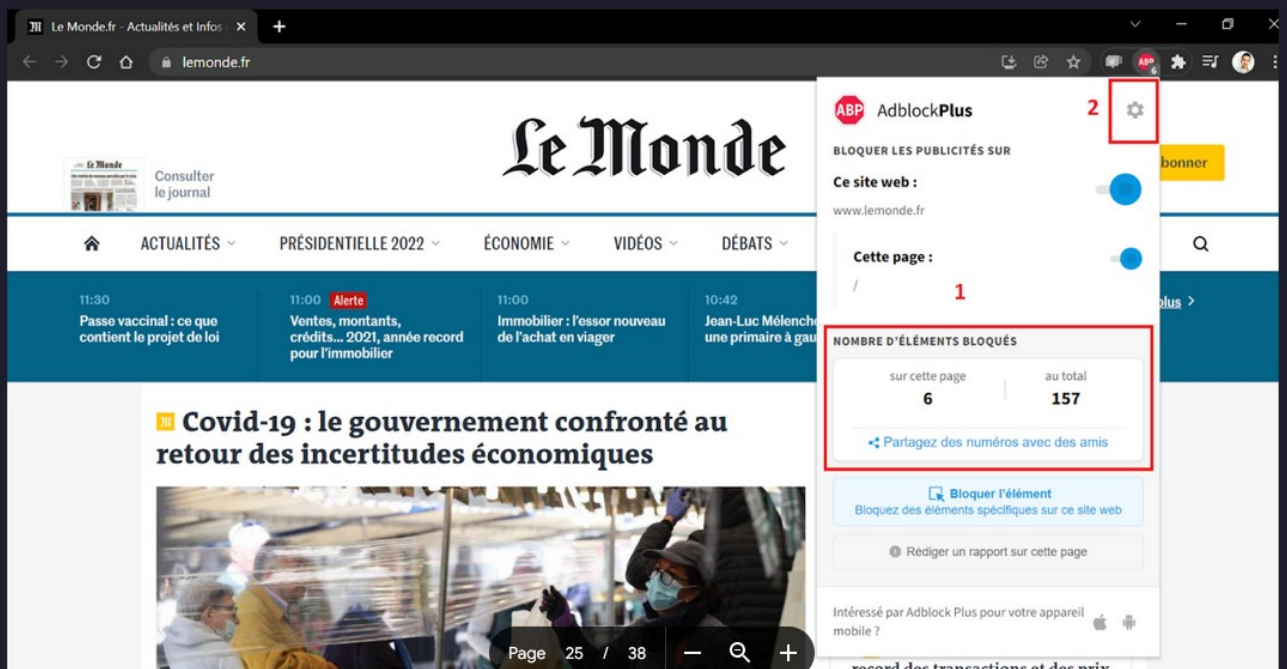 Le Monde.fr - Actualités et Infos
lemonde.fr
ABP
6
Le Monde
Consulter
le journal
Le Monde
bonner
ACTUALITÉS
PRÉSIDENTIELLE 2022
ÉCONOMIE
VIDÉOS
DÉBATS
11:30
Passe vaccinal : ce que
contient le projet de loi
11:00 Alerte
Ventes, montants,
crédits... 2021, année record
pour l'immobilier
11:00
Immobilier : l'essor nouveau
de l'achat en viager
10:42
Jean-Luc Mélench
une primaire à gau
plus >
Covid-19 : le gouvernement confronté au
retour des incertitudes économiques
ABP AdblockPlus
2
BLOQUER LES PUBLICITÉS SUR
Ce site web :
www.lemonde.fr
Cette page :
/
1
NOMBRE D'ÉLÉMENTS BLOQUÉS
sur cette page
6
au total
157
Partagez des numéros avec des amis
Bloquer l'élément
Bloquez des éléments spécifiques sur ce site web
Rédiger un rapport sur cette page
Intéressé par Adblock Plus pour votre appareil
mobile ?
record des transactions et des prix
Page 25 / 38